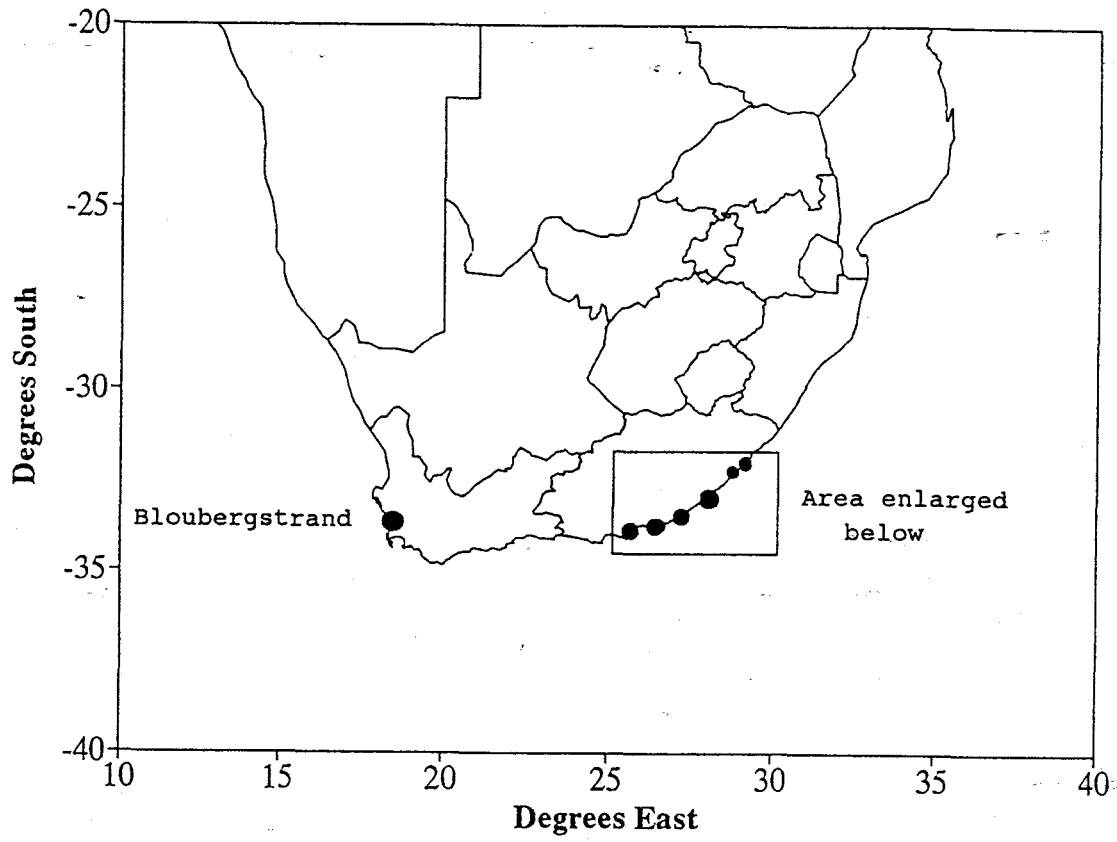 -20
-25
-30
-35
-40
Degrees South
Bloubergstrand
Area enlarged
below
10 15 20 25 30 35 40
Degrees East